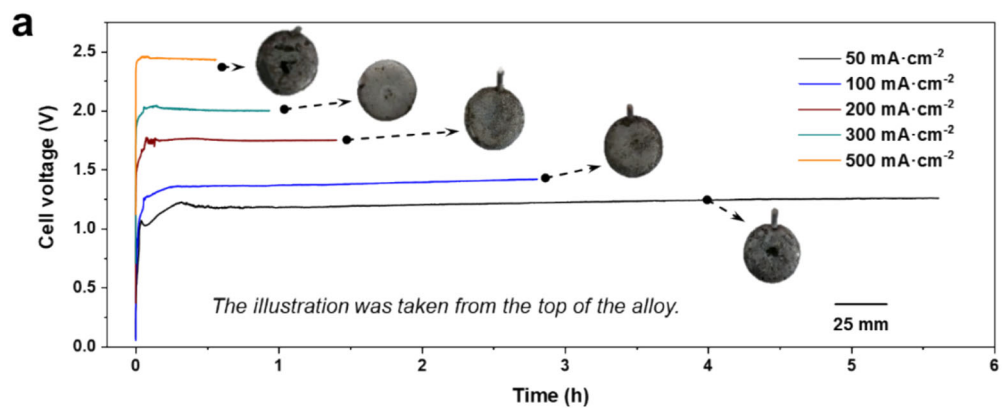 a
2.5
2.0
1.5
1.0
0.5
0.0
Cell voltage (V)
50 mA·cm⁻²
100 mA·cm⁻²
200 mA·cm⁻²
300 mA·cm⁻²
500 mA·cm⁻²
The illustration was taken from the top of the alloy.
25 mm
0 1 2 3 4 5 6
Time (h)